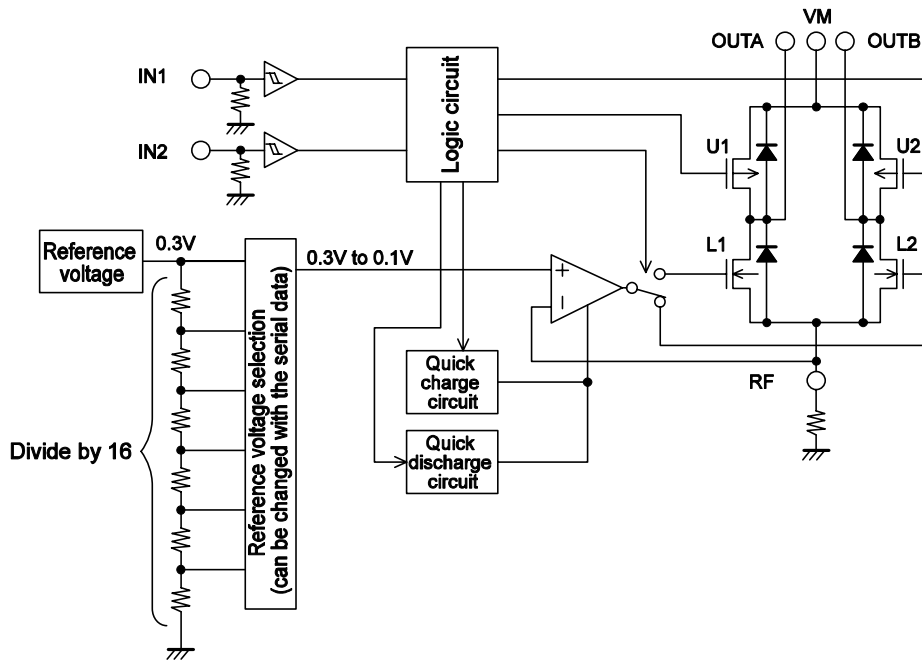 VM
OUTA
OUTB
IN1
Logic circuit
IN2
U1
U2
Reference
voltage
0.3V
0.3V to 0.1V
L1
L2
+
−
Reference voltage selection
(can be changed with the serial data)
Quick
charge
circuit
RF
Divide by 16
Quick
discharge
circuit